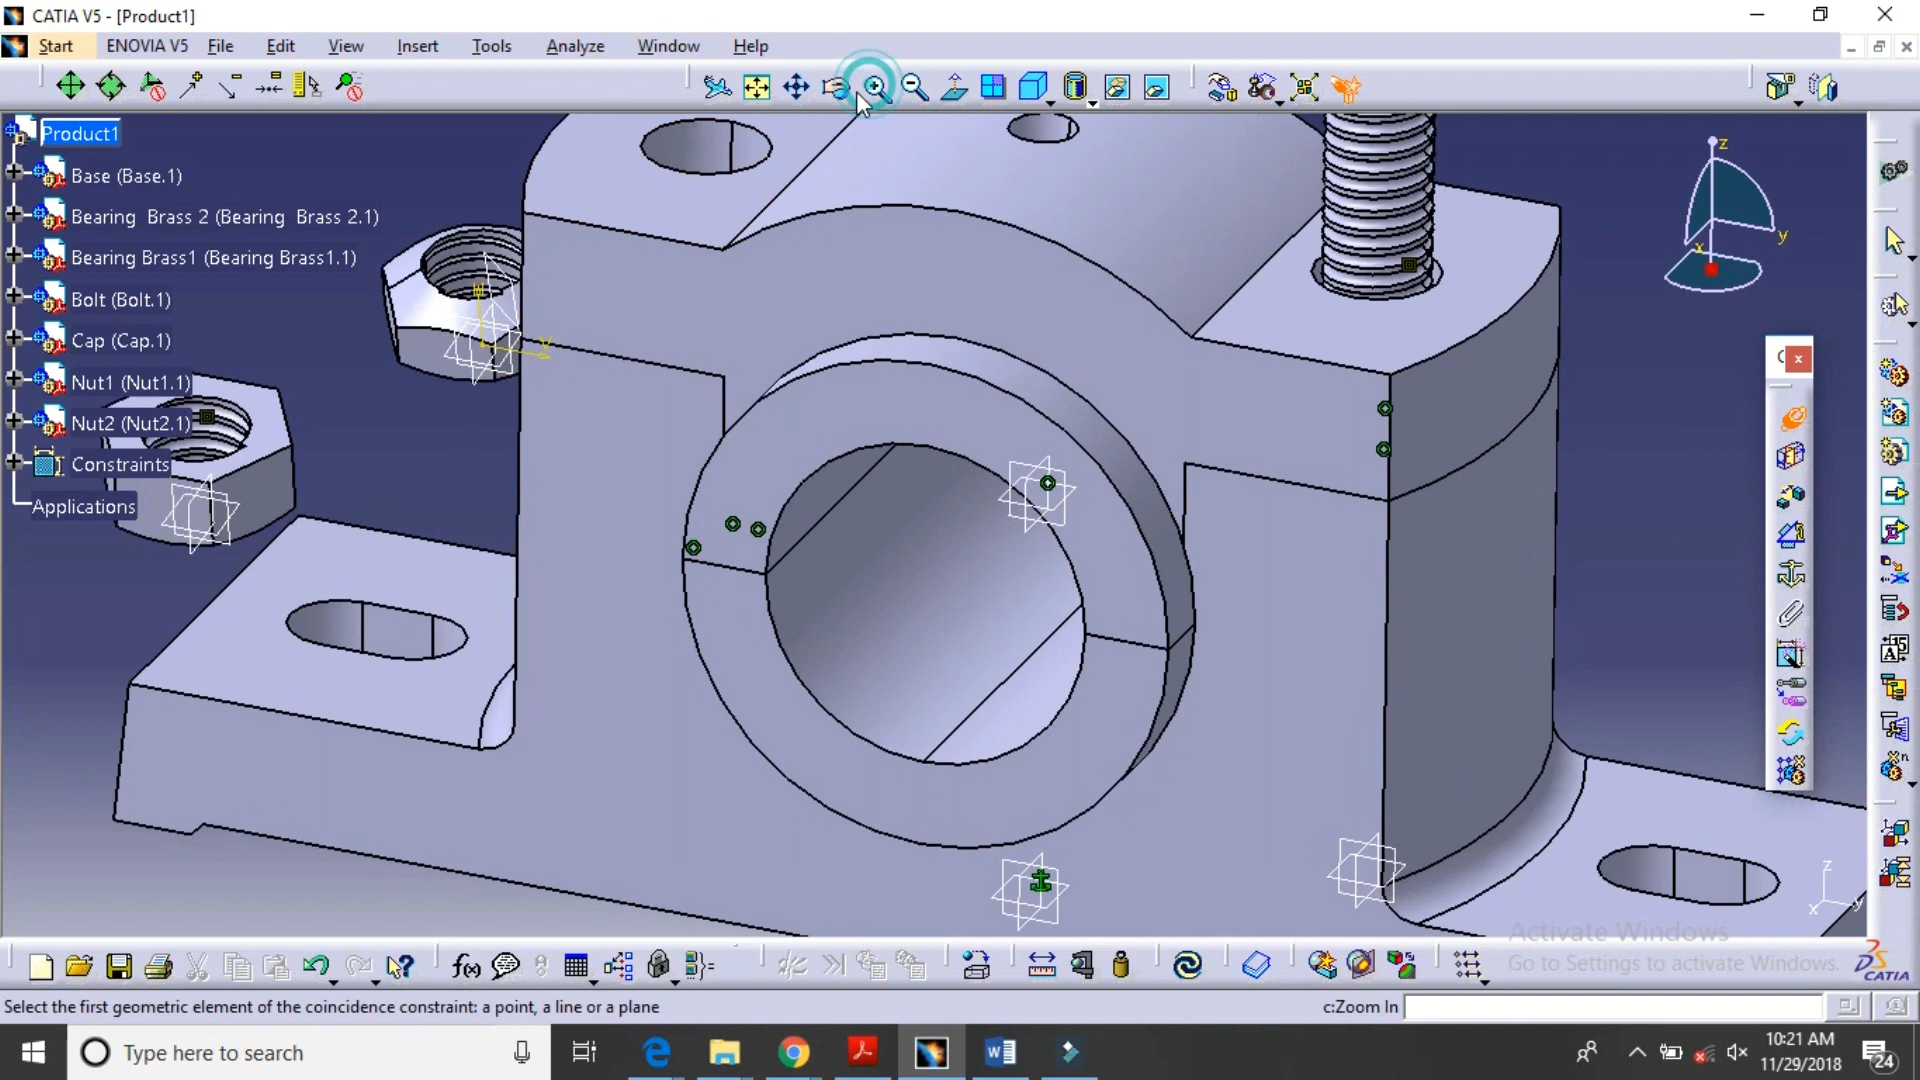 CATIA V5 - [Product1]
Start ENOVIA V5 File Edit View Insert Tools Analyze Window Help
Product1
Base (Base.1)
Bearing Brass 2 (Bearing Brass 2.1)
Bearing Brass1 (Bearing Brass1.1)
Bolt (Bolt.1)
Cap (Cap.1)
Nut1 (Nut1.1)
Nut2 (Nut2.1)
Constraints
Applications
z
y
x
C x
z
x y
Activate Windows
Go to Settings to activate Windows.
CATIA
f(x)
Select the first geometric element of the coincidence constraint: a point, a line or a plane
c:Zoom In
Type here to search
10:21 AM
11/29/2018
24